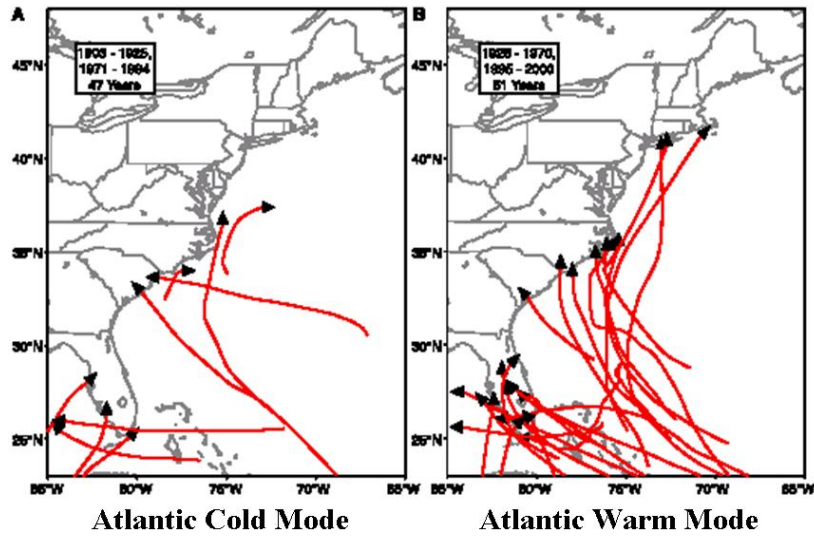 A
1903 - 1925,
1971 - 1994
47 Years
45°N
40°N
35°N
30°N
25°N
85°W 80°W 75°W 70°W 65°W
Atlantic Cold Mode
B
1926 - 1970,
1995 - 2000
51 Years
45°N
40°N
35°N
30°N
25°N
85°W 80°W 75°W 70°W 65°W
Atlantic Warm Mode